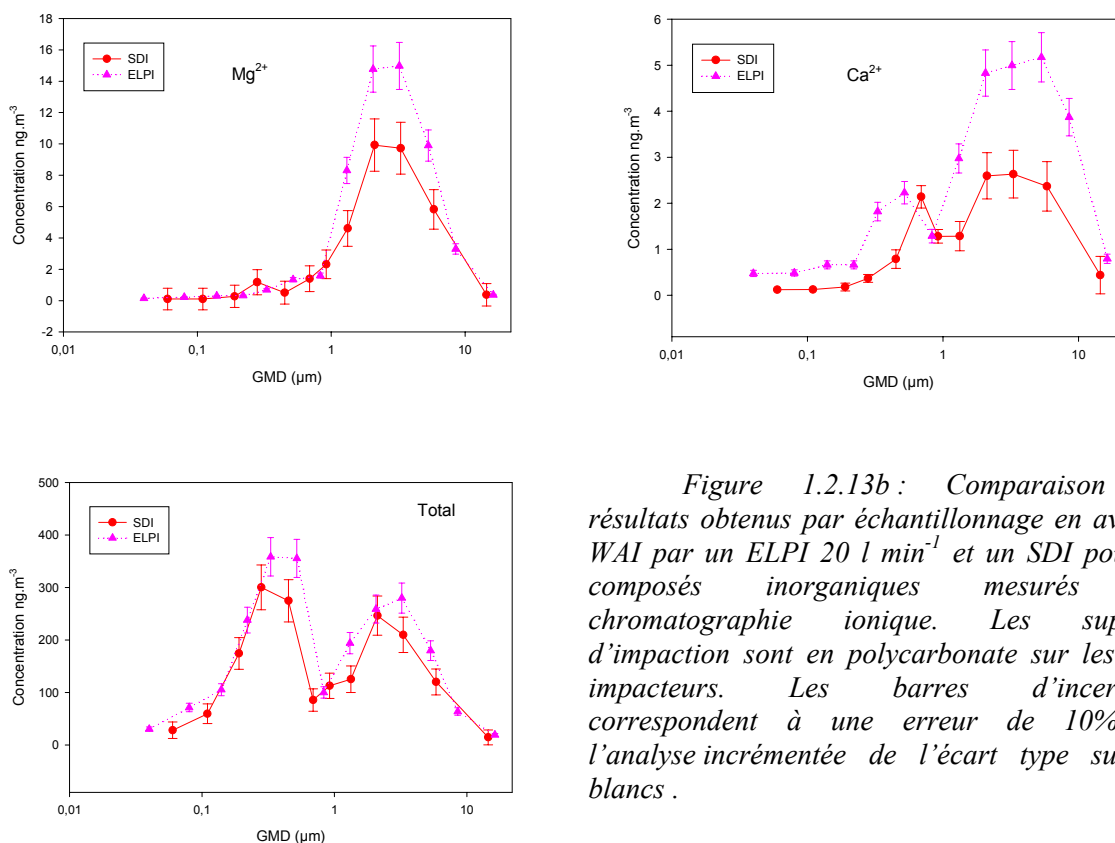 18
16
14
12
10
8
6
4
2
0
-2
Concentration ng.m-3
SDI
ELPI
Mg2+
0,01
0,1
1
10
GMD (µm)
6
5
4
3
2
1
0
Concentration ng.m-3
SDI
ELPI
Ca2+
0,01
0,1
1
10
GMD (µm)
500
400
300
200
100
0
Concentration ng.m-3
SDI
ELPI
Total
0,01
0,1
1
10
GMD (µm)
Figure 1.2.13b : Comparaison
résultats obtenus par échantillonnage en av
WAI par un ELPI 20 l min-1 et un SDI pou
composés inorganiques mesurés
chromatographie ionique. Les sup
d’impaction sont en polycarbonate sur les
impacteurs. Les barres d’incer
correspondent à une erreur de 10%
l’analyse incrémentée de l’écart type su
blancs .